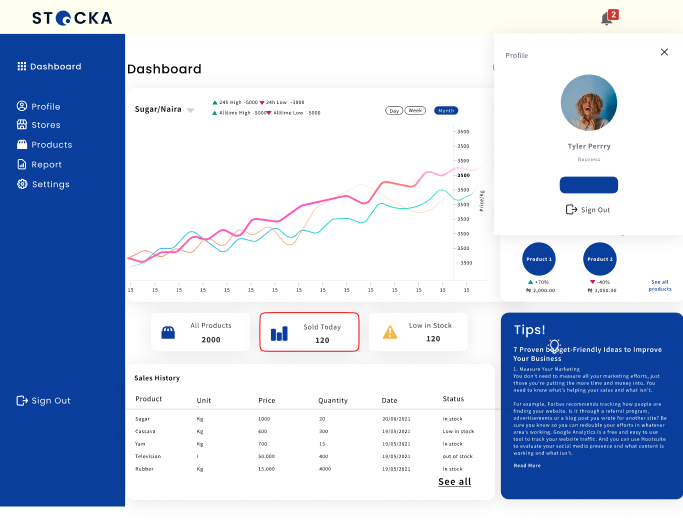 STOCKA
2
Dashboard
Profile
Stores
Products
Report
Settings
Sign Out
Dashboard
Sugar/Naira
24h High -5000 24h Low -3900
Alltime High -5000 Alltime Low -5000
Day
Week
Month
3500
3500
3500
3500
3500
3500
3500
3500
3500
3500
Price/Kg
15 15 15 15 15 15 15 15 15 15 15 15 15 15 15
Profile
Tyler Perrry
Business
Sign Out
Product 1
Product 2
+70%
-40%
₦ 2,000.00
₦ 1,050.00
See all
products
All Products
2000
Sold Today
120
Low in Stock
120
Sales History
Product Unit Price Quantity Date Status
Sugar Kg 1000 20 20/06/2021 in stock
Cascava Kg 600 300 19/05/2021 Low in stock
Yam Kg 700 15 19/05/2021 in stock
Television I 50,000 400 19/05/2021 out of stock
Rubber Kg 15,000 4000 19/05/2021 in stock
See all
Tips!
7 Proven budget-Friendly Ideas to Improve
Your Business
1. Measure Your Marketing
You don't need to measure all your marketing efforts, just
those you're putting the more time and money into. You
need to know what's helping your sales and what isn't.
For example, Forbes recommends tracking how people are
finding your website. Is it through a referral program,
advertisements or a blog post you wrote for another site? Be
sure you know so you can redouble your efforts in whatever
area's working. Google Analytics is a free and easy to use
tool to track your website traffic. And you can use Hootsuite
to evaluate your social media presence and what content is
working and what isn't.
Read More